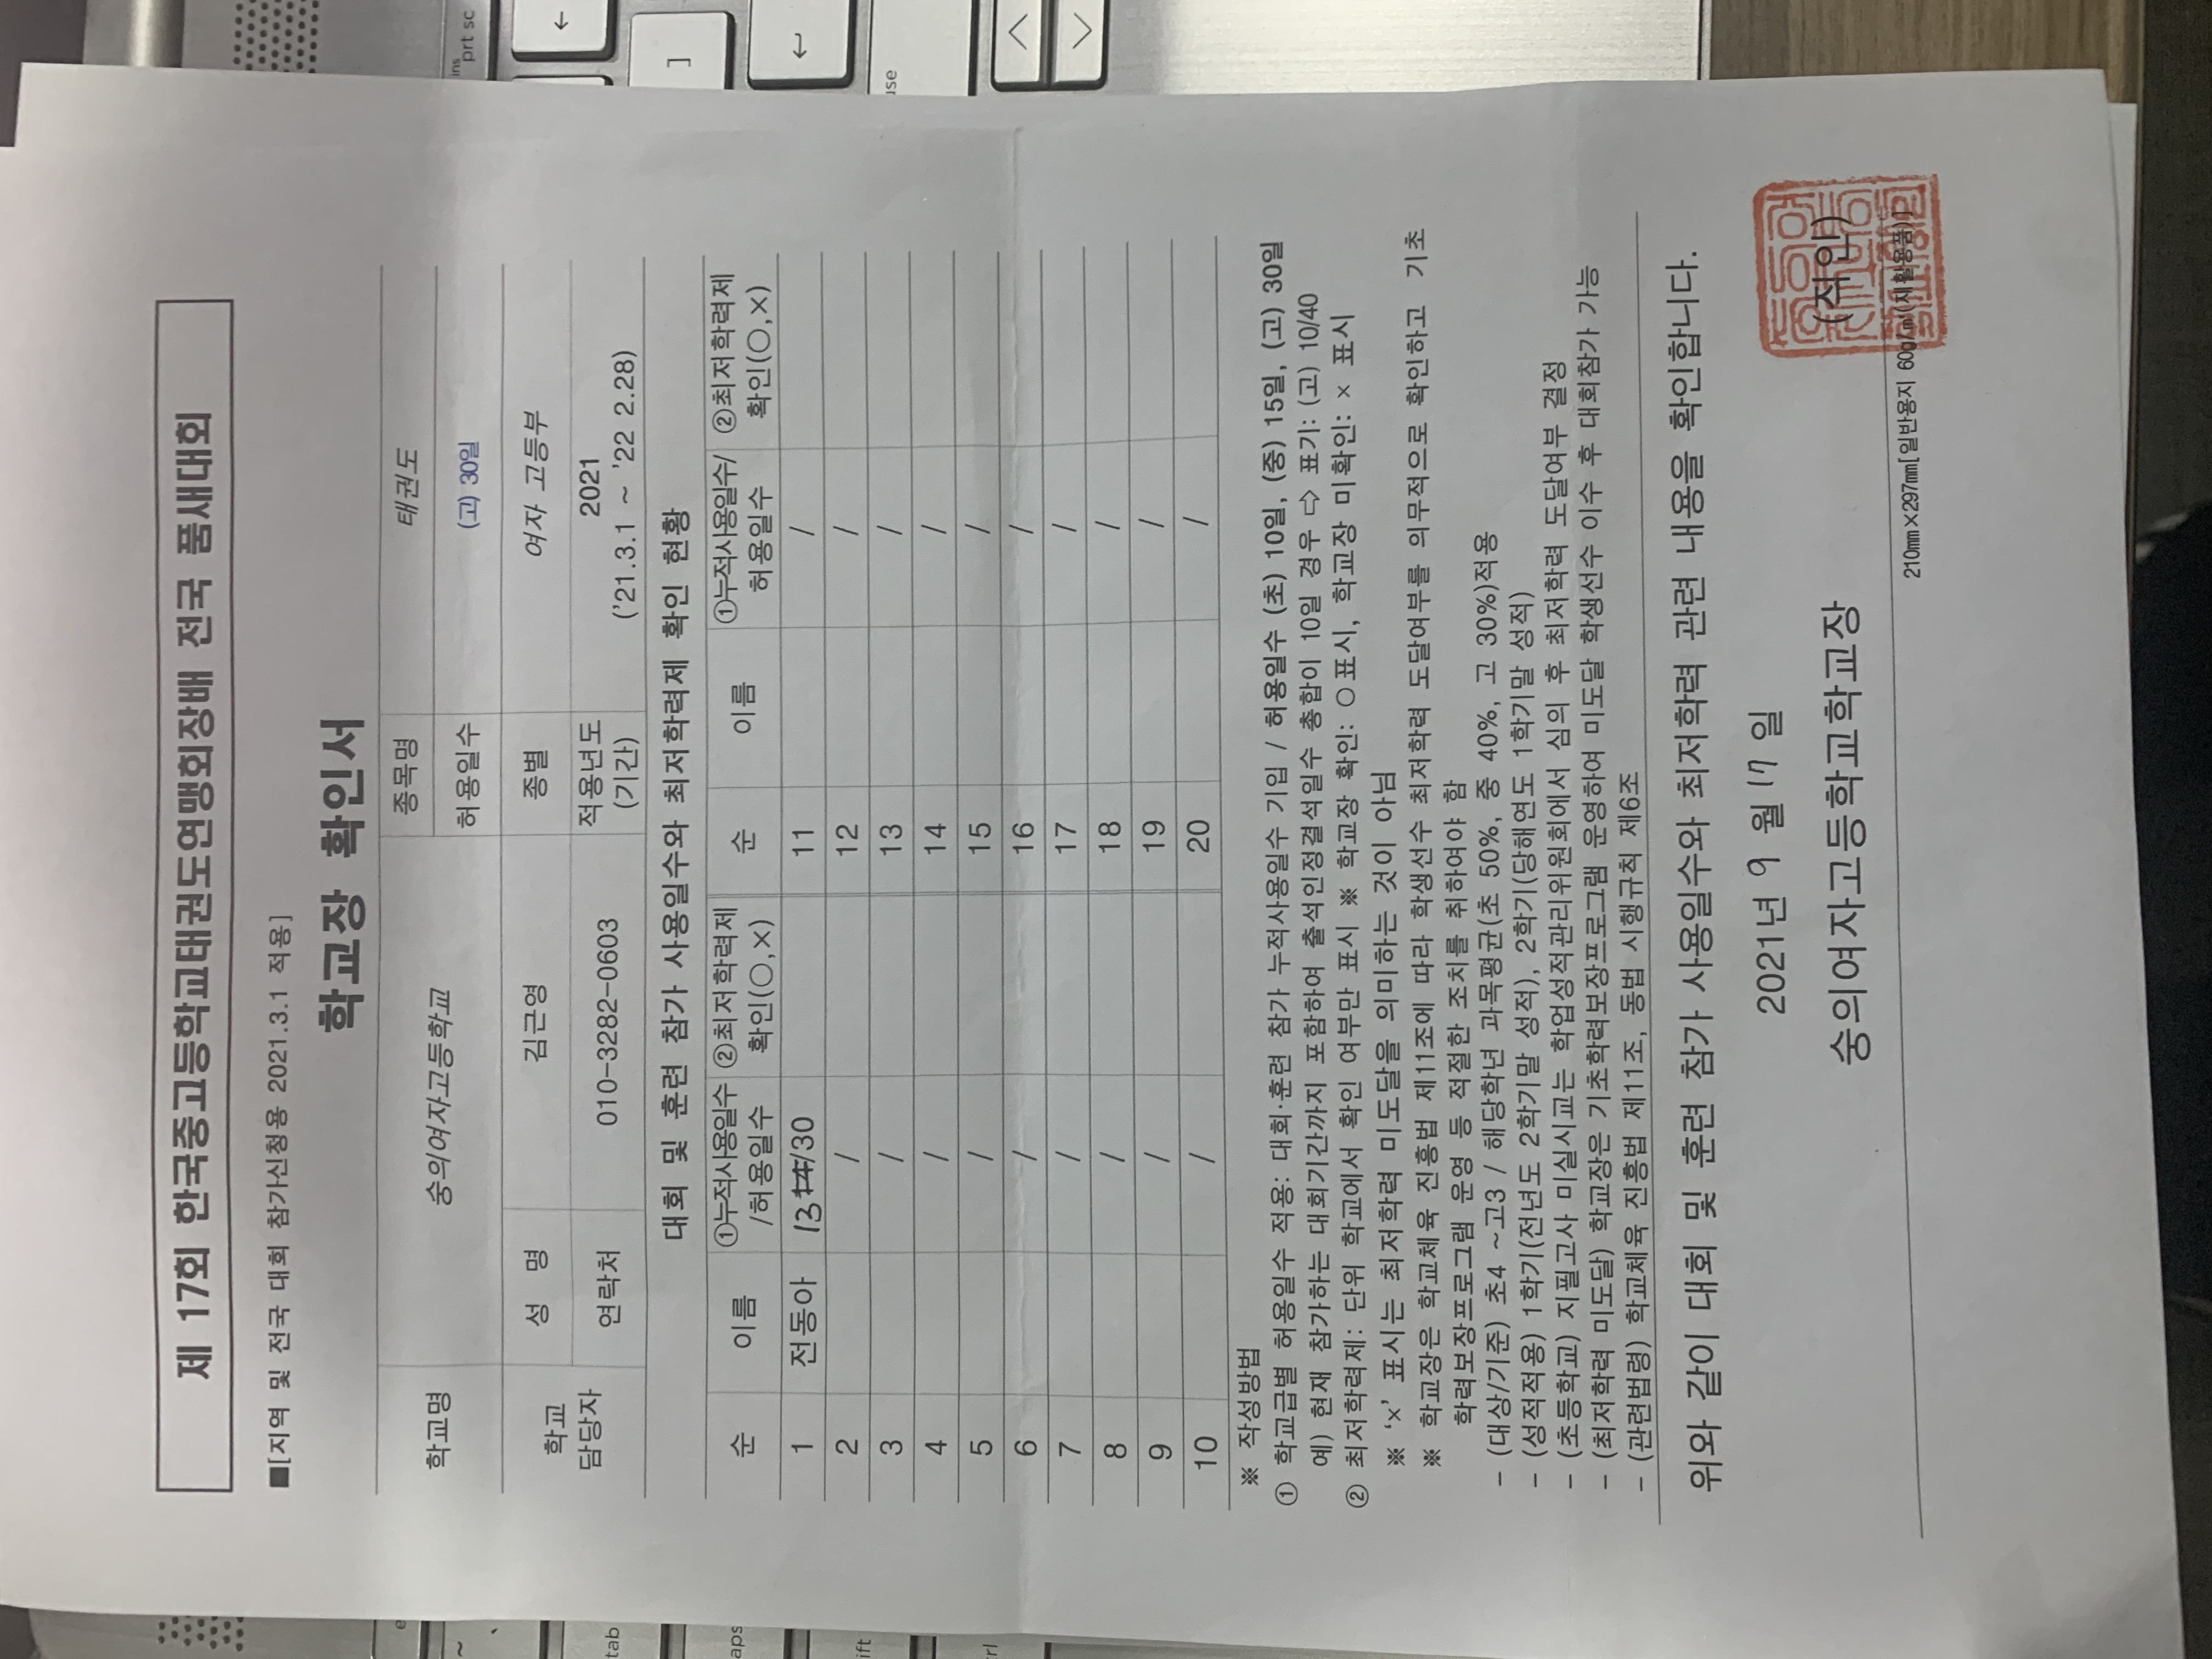 제 17회 한국중고등학교태권도연맹회장배 전국 품새대회
■[지역 및 전국 대회 참가신청용 2021.3.1 적용]
학교장 확인서
학교명 숭의여자고등학교 종목명 태권도
허용일수 (고) 30일
학교 담당자 성 명 김근영 종별 여자 고등부
연락처 010-3282-0603 적용년도 (기간) 2021 ('21.3.1 ~ '22 2.28)
대회 및 훈련 참가 사용일수와 최저학력제 확인 현황
순 이름 ①누적사용일수 /허용일수 ②최저학력제 확인(○,×) 순 이름 ①누적사용일수/ 허용일수 ②최저학력제 확인(○,×)
1 전동아 13 /30 11 /
2 / 12 /
3 / 13 /
4 / 14 /
5 / 15 /
6 / 16 /
7 / 17 /
8 / 18 /
9 / 19 /
10 / 20 /
※ 작성방법
① 학교급별 허용일수 적용: 대회·훈련 참가 누적사용일수 기입 / 허용일수 (초) 10일, (중) 15일, (고) 30일
예) 현재 참가하는 대회기간까지 포함하여 출석인정결석일수 총합이 10일 경우 ⇨ 표기: (고) 10/40
② 최저학력제: 단위 학교에서 확인 여부만 표시 ※ 학교장 확인: ○표시, 학교장 미확인: × 표시
※ '×' 표시는 최저학력 미도달을 의미하는 것이 아님
※ 학교장은 학교체육 진흥법 제11조에 따라 학생선수 최저학력 도달여부를 의무적으로 확인하고 기초
학력보장프로그램 운영 등 적절한 조치를 취하여야 함
- (대상/기준) 초4 ~고3 / 해당학년 과목평균(초 50%, 중 40%, 고 30%)적용
- (성적적용) 1학기(전년도 2학기말 성적), 2학기(당해연도 1학기말 성적)
- (초등학교) 지필고사 미실시교는 학업성적관리위원회에서 심의 후 최저학력 도달여부 결정
- (최저학력 미도달) 학교장은 기초학력보장프로그램 운영하여 미도달 학생선수 이수 후 대회참가 가능
- (관련법령) 학교체육 진흥법 제11조, 동법 시행규칙 제6조
위와 같이 대회 및 훈련 참가 사용일수와 최저학력 관련 내용을 확인합니다.
2021년 9 월 17 일
숭의여자고등학교장 (직인)
210mm×297mm[일반용지 60g/㎡(재활용품)]
prt sc
ins
←
]
↵
use
tab
~